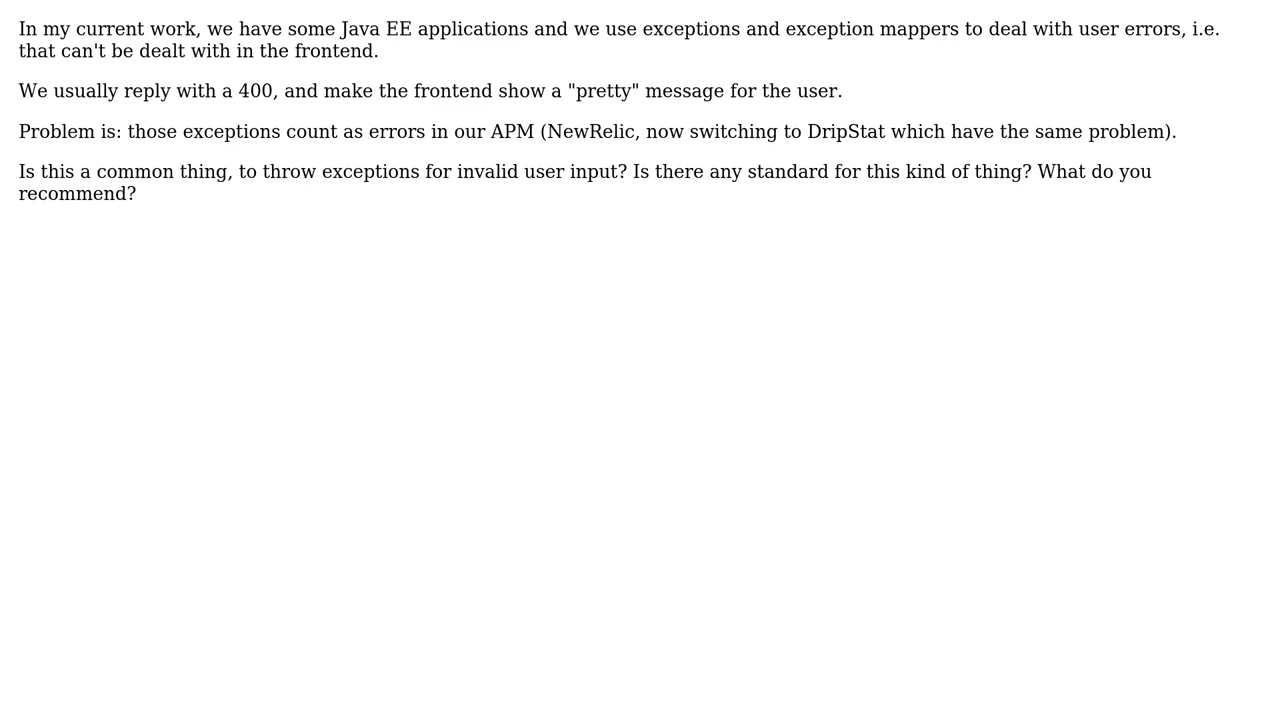 In my current work, we have some Java EE applications and we use exceptions and exception mappers to deal with user errors, i.e.
that can't be dealt with in the frontend.
We usually reply with a 400, and make the frontend show a "pretty" message for the user.
Problem is: those exceptions count as errors in our APM (NewRelic, now switching to DripStat which have the same problem).
Is this a common thing, to throw exceptions for invalid user input? Is there any standard for this kind of thing? What do you
recommend?